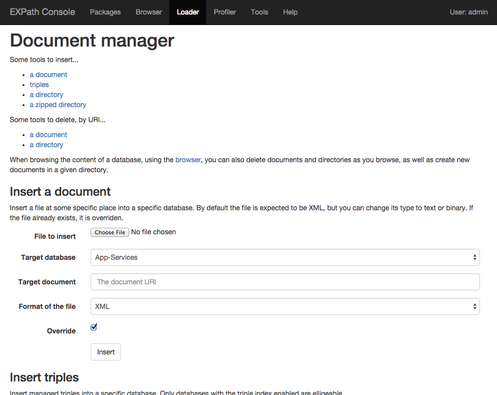 EXPath Console Packages Browser Loader Profiler Tools Help User: admin
Document manager
Some tools to insert...
a document
triples
a directory
a zipped directory
Some tools to delete, by URI...
a document
a directory
When browsing the content of a database, using the browser, you can also delete documents and directories as you browse, as well as create new
documents in a given directory.
Insert a document
Insert a file at some specific place into a specific database. By default the file is expected to be XML, but you can change its type to text or binary. If
the file already exists, it is overriden.
File to insert Choose File No file chosen
Target database App-Services
Target document The document URI
Format of the file XML
Override
Insert
Insert triples
Insert managed triples into a specific database. Only databases with the triple index enabled are elligeable.